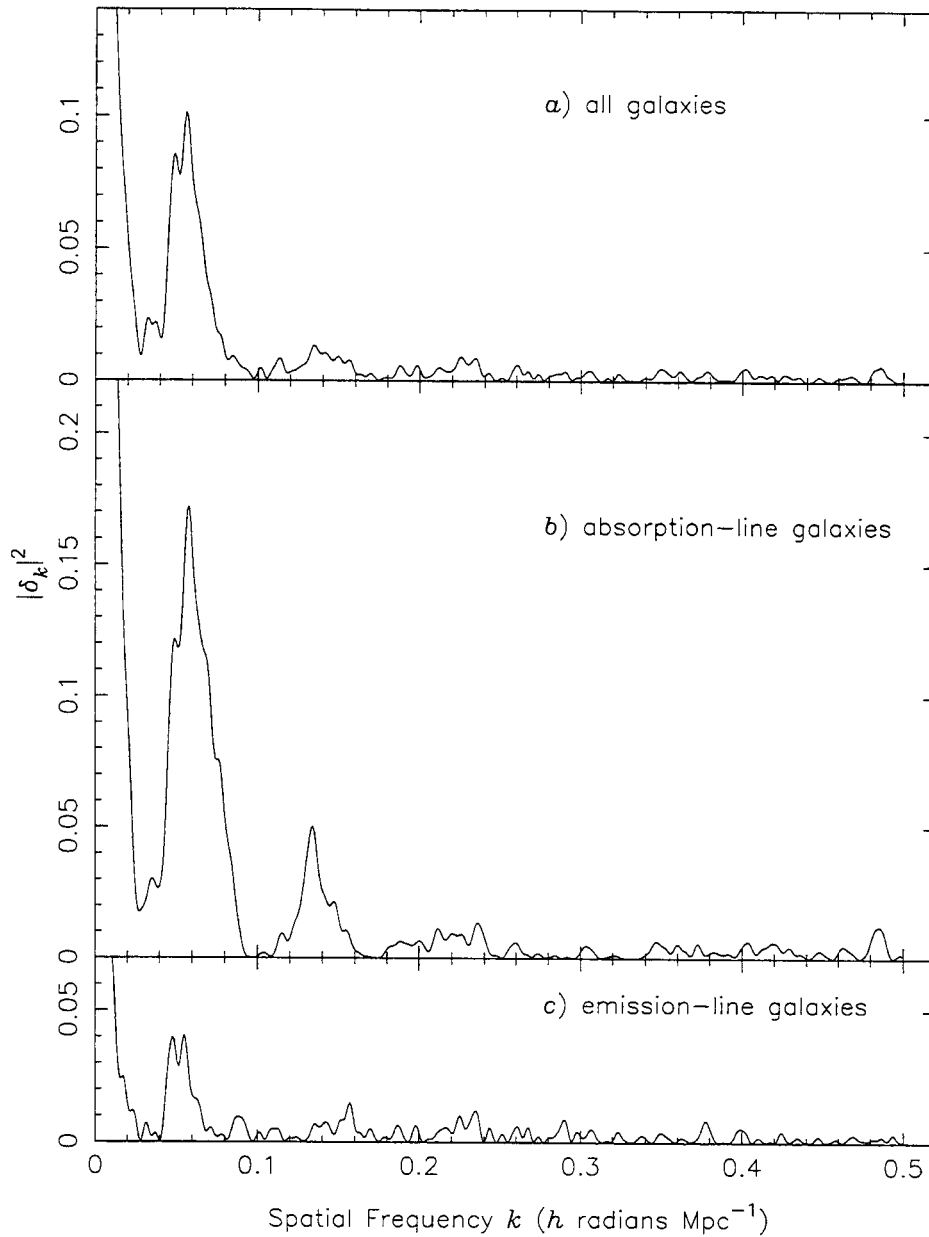 a) all galaxies
0.1
0.05
0
b) absorption-line galaxies
0.2
0.15
0.1
0.05
0
|δₖ|²
c) emission-line galaxies
0.05
0
0 0.1 0.2 0.3 0.4 0.5
Spatial Frequency k (h radians Mpc⁻¹)